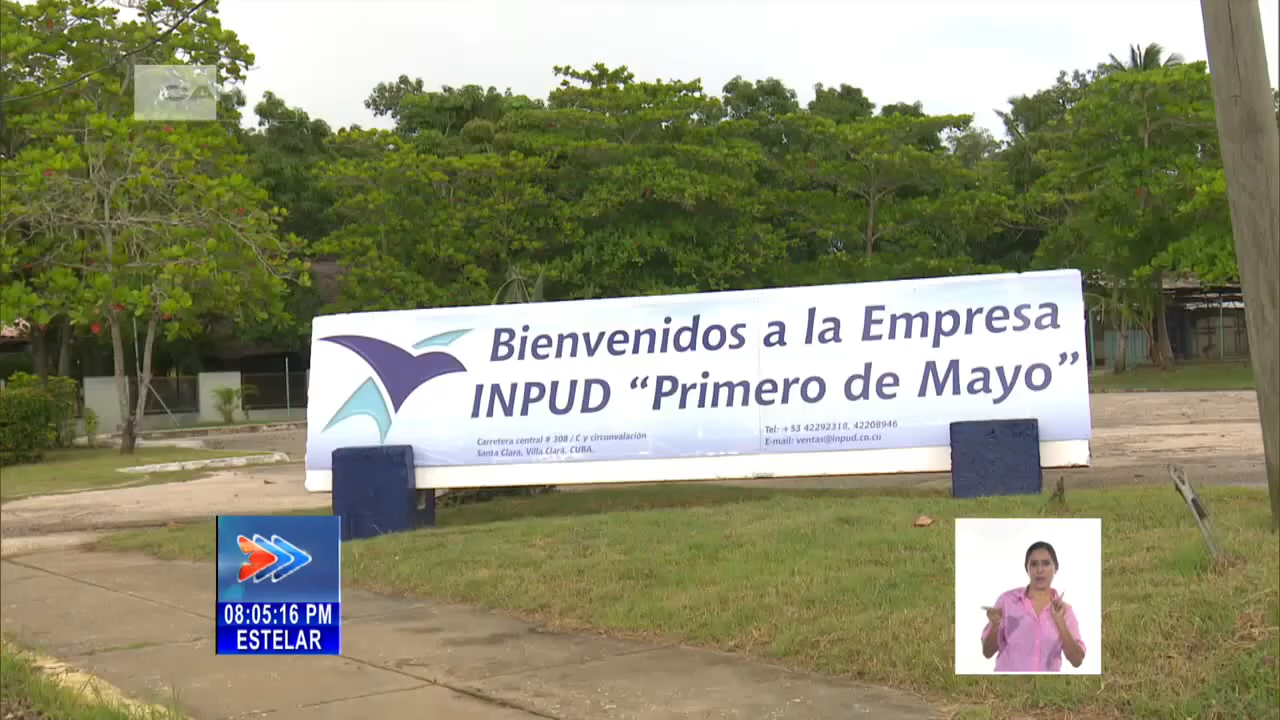 Bienvenidos a la Empresa
INPUD “Primero de Mayo”
Carretera central # 308 / C y circunvalación
Santa Clara, Villa Clara. CUBA.
Tel: +53 42292318, 42208946
E-mail: ventas@inpud.co.cu
08:05:16 PM
ESTELAR